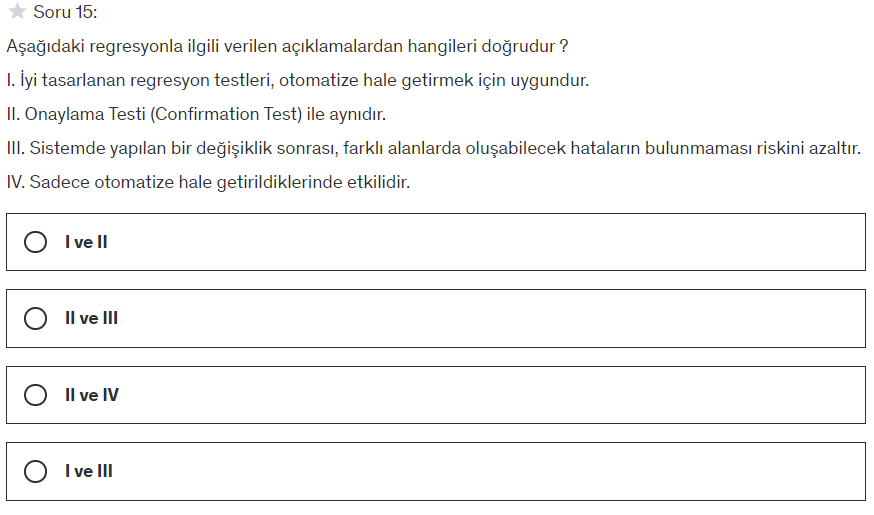 Soru 15:
Aşağıdaki regresyonla ilgili verilen açıklamalardan hangileri doğrudur ?
I. İyi tasarlanan regresyon testleri, otomatize hale getirmek için uygundur.
II. Onaylama Testi (Confirmation Test) ile aynıdır.
III. Sistemde yapılan bir değişiklik sonrası, farklı alanlarda oluşabilecek hataların bulunmaması riskini azaltır.
IV. Sadece otomatize hale getirildiklerinde etkilidir.
I ve II
II ve III
II ve IV
I ve III